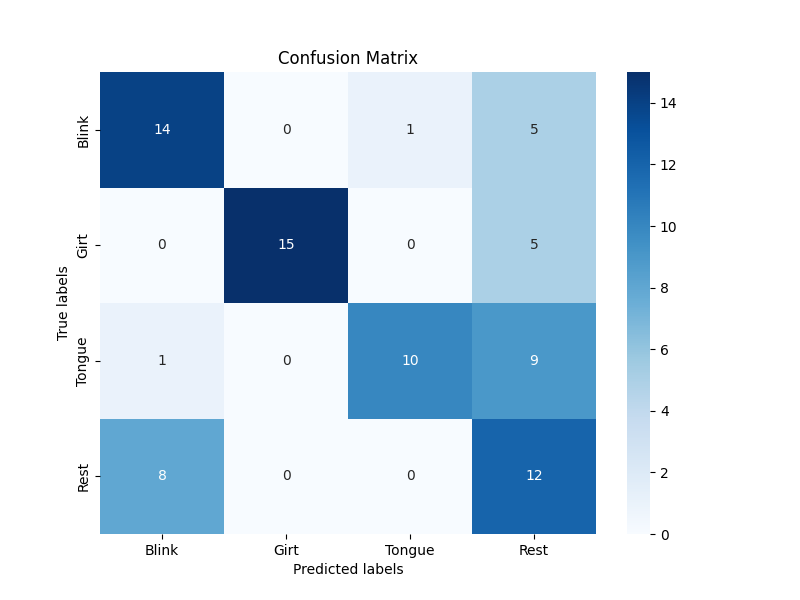 Confusion Matrix
True labels
Blink
14 0 1 5
Girt
0 15 0 5
Tongue
1 0 10 9
Rest
8 0 0 12
Blink Girt Tongue Rest
Predicted labels
14
12
10
8
6
4
2
0